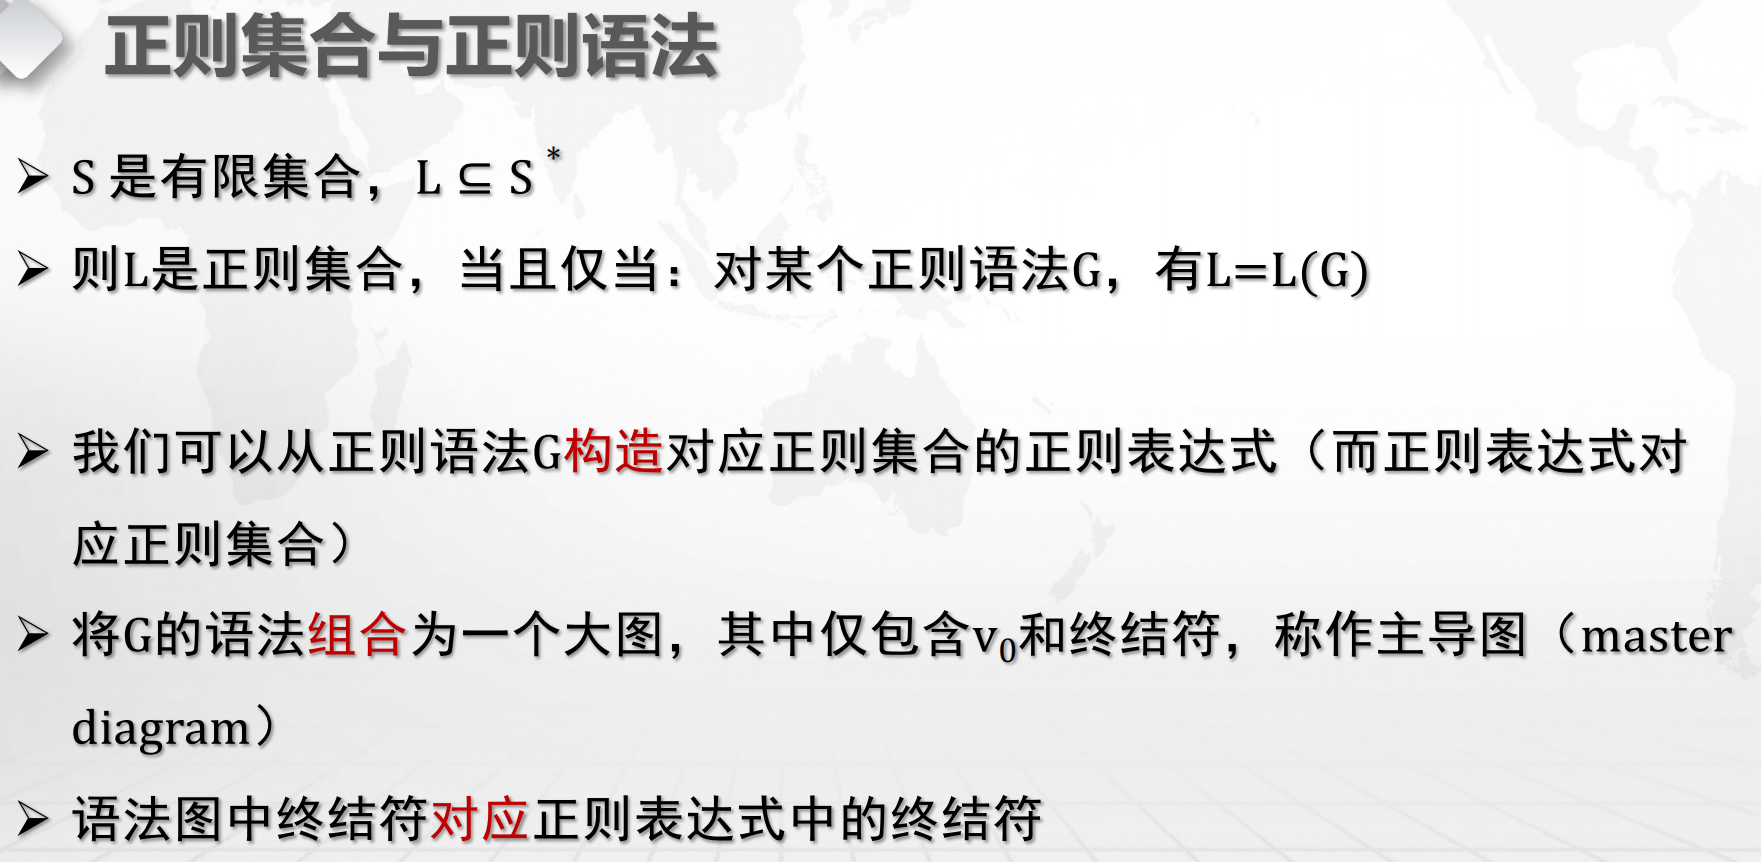 正则集合与正则语法
➢ S 是有限集合，L ⊆ S *
➢ 则L是正则集合，当且仅当：对某个正则语法G，有L=L(G)
➢ 我们可以从正则语法G构造对应正则集合的正则表达式（而正则表达式对
应正则集合）
➢ 将G的语法组合为一个大图，其中仅包含v₀和终结符，称作主导图（master
diagram）
➢ 语法图中终结符对应正则表达式中的终结符